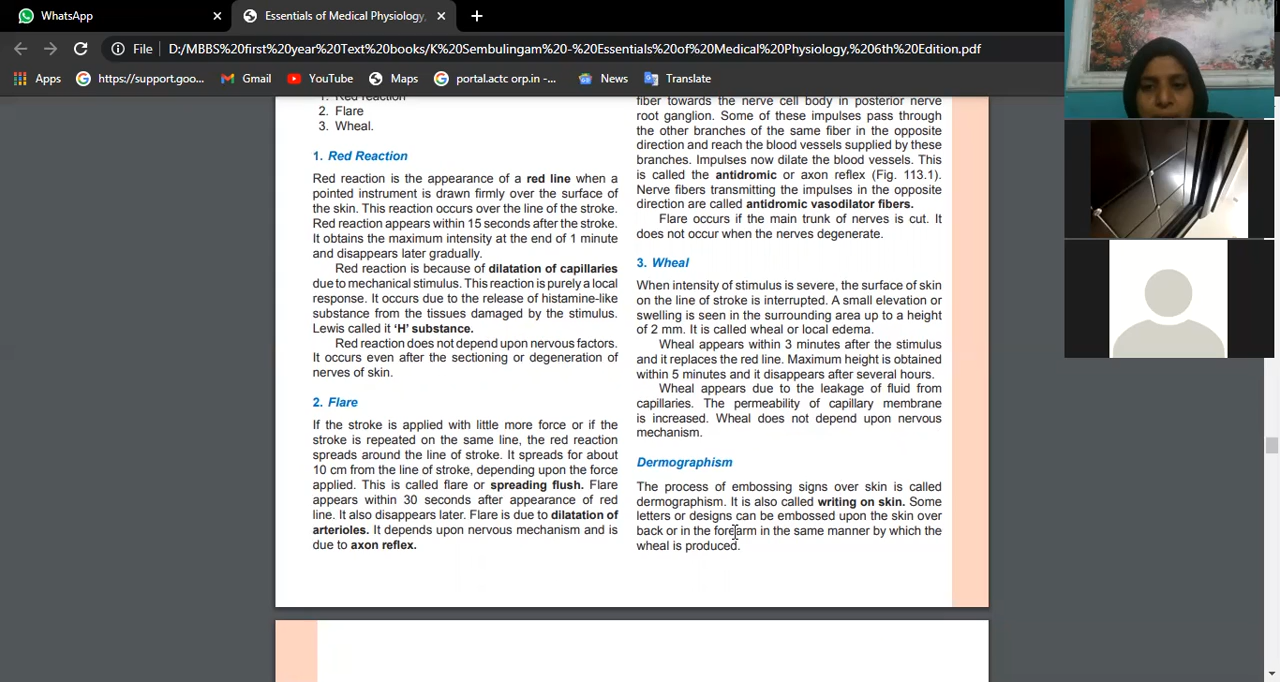 WhatsApp
Essentials of Medical Physiology,
File
D:/MBBS%20first%20year%20Text%20books/K%20Sembulingam%20-%20Essentials%20of%20Medical%20Physiology,%206th%20Edition.pdf
Apps
https://support.goo...
Gmail
YouTube
Maps
portal.actc orp.in -...
News
Translate
1. Red reaction
2. Flare
3. Wheal.
1. Red Reaction
Red reaction is the appearance of a red line when a
pointed instrument is drawn firmly over the surface of
the skin. This reaction occurs over the line of the stroke.
Red reaction appears within 15 seconds after the stroke.
It obtains the maximum intensity at the end of 1 minute
and disappears later gradually.
Red reaction is because of dilatation of capillaries
due to mechanical stimulus. This reaction is purely a local
response. It occurs due to the release of histamine-like
substance from the tissues damaged by the stimulus.
Lewis called it ‘H’ substance.
Red reaction does not depend upon nervous factors.
It occurs even after the sectioning or degeneration of
nerves of skin.
2. Flare
If the stroke is applied with little more force or if the
stroke is repeated on the same line, the red reaction
spreads around the line of stroke. It spreads for about
10 cm from the line of stroke, depending upon the force
applied. This is called flare or spreading flush. Flare
appears within 30 seconds after appearance of red
line. It also disappears later. Flare is due to dilatation of
arterioles. It depends upon nervous mechanism and is
due to axon reflex.
fiber towards the nerve cell body in posterior nerve
root ganglion. Some of these impulses pass through
the other branches of the same fiber in the opposite
direction and reach the blood vessels supplied by these
branches. Impulses now dilate the blood vessels. This
is called the antidromic or axon reflex (Fig. 113.1).
Nerve fibers transmitting the impulses in the opposite
direction are called antidromic vasodilator fibers.
Flare occurs if the main trunk of nerves is cut. It
does not occur when the nerves degenerate.
3. Wheal
When intensity of stimulus is severe, the surface of skin
on the line of stroke is interrupted. A small elevation or
swelling is seen in the surrounding area up to a height
of 2 mm. It is called wheal or local edema.
Wheal appears within 3 minutes after the stimulus
and it replaces the red line. Maximum height is obtained
within 5 minutes and it disappears after several hours.
Wheal appears due to the leakage of fluid from
capillaries. The permeability of capillary membrane
is increased. Wheal does not depend upon nervous
mechanism.
Dermographism
The process of embossing signs over skin is called
dermographism. It is also called writing on skin. Some
letters or designs can be embossed upon the skin over
back or in the forearm in the same manner by which the
wheal is produced.